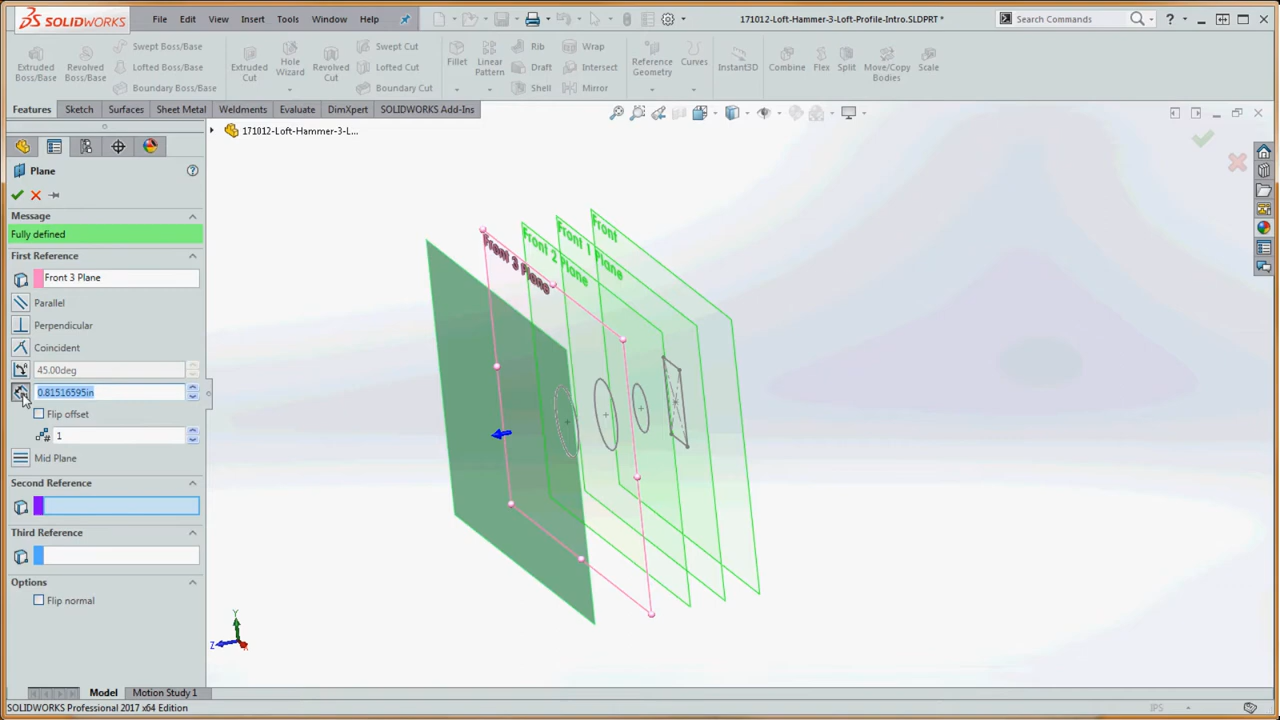 SOLIDWORKS File Edit View Insert Tools Window Help 171012-Loft-Hammer-3-Loft-Profile-Intro.SLDPRT * Search Commands ?
Extruded Boss/Base
Revolved Boss/Base
Swept Boss/Base
Lofted Boss/Base
Boundary Boss/Base
Extruded Cut
Hole Wizard
Revolved Cut
Swept Cut
Lofted Cut
Boundary Cut
Fillet
Linear Pattern
Rib
Draft
Shell
Wrap
Intersect
Mirror
Reference Geometry
Curves
Instant3D
Combine
Flex
Split
Move/Copy Bodies
Scale
Features Sketch Surfaces Sheet Metal Weldments Evaluate DimXpert SOLIDWORKS Add-Ins
171012-Loft-Hammer-3-L...
Plane
?
Message
Fully defined
First Reference
Front 3 Plane
Parallel
Perpendicular
Coincident
45.00deg
0.81516595in
Flip offset
1
Mid Plane
Second Reference
Third Reference
Options
Flip normal
Front
Front 1 Plane
Front 2 Plane
Front 3 Plane
Y
Z
Model Motion Study 1
SOLIDWORKS Professional 2017 x64 Edition IPS